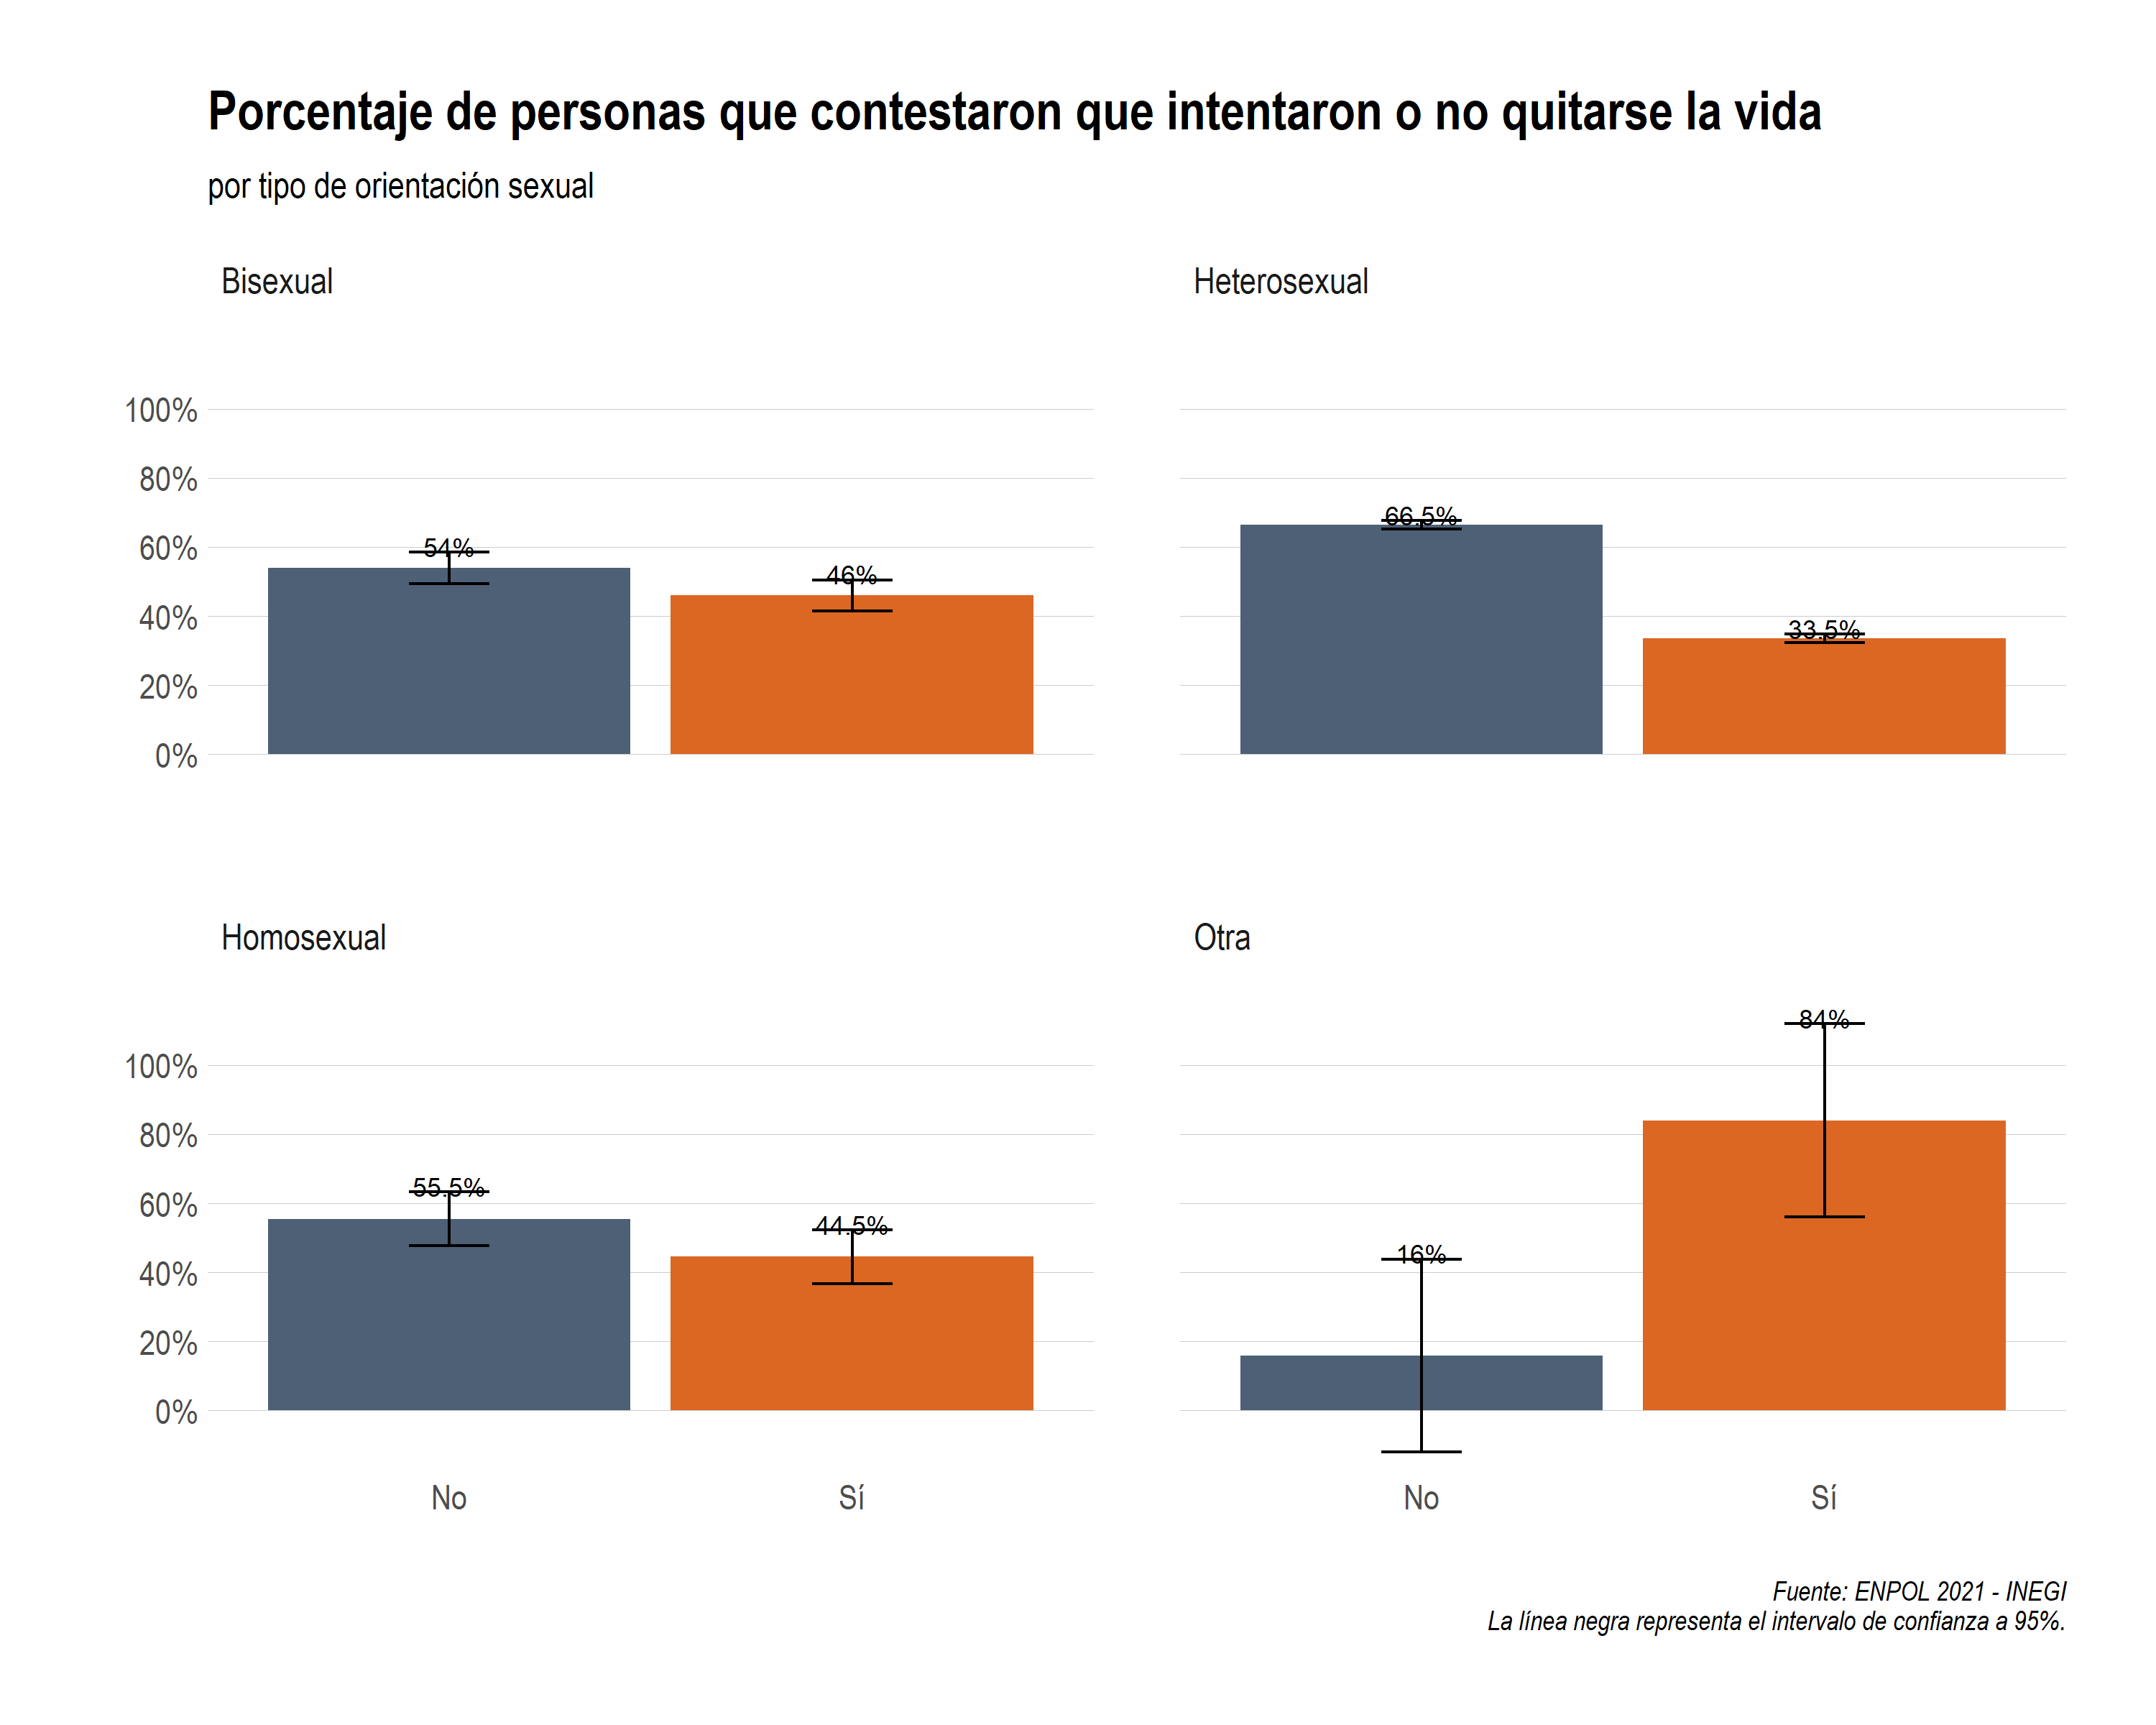 Porcentaje de personas que contestaron que intentaron o no quitarse la vida
por tipo de orientación sexual
Bisexual
Heterosexual
100%
80%
60%
40%
20%
0%
54%
46%
66.5%
33.5%
Homosexual
Otra
100%
80%
60%
40%
20%
0%
55.5%
44.5%
16%
84%
No
Sí
No
Sí
Fuente: ENPOL 2021 - INEGI
La línea negra representa el intervalo de confianza a 95%.